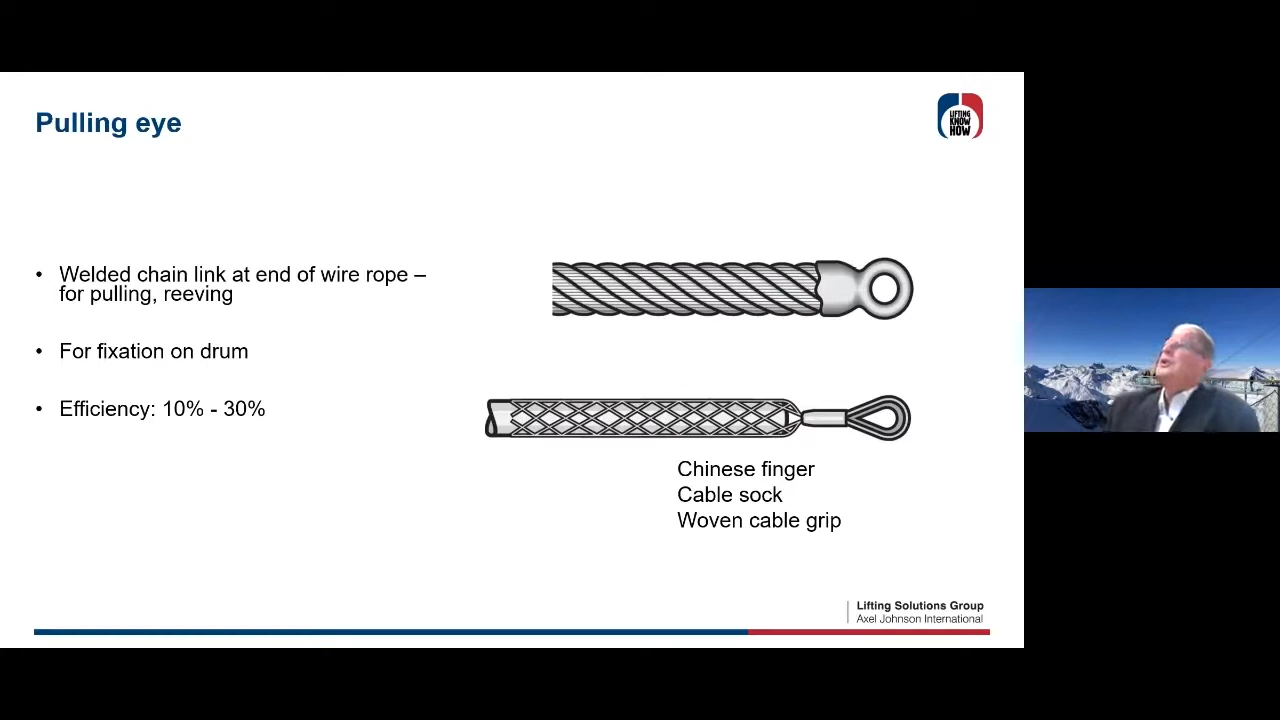 Pulling eye
LIFTING
KNOW
HOW
• Welded chain link at end of wire rope –
for pulling, reeving
• For fixation on drum
• Efficiency: 10% - 30%
Chinese finger
Cable sock
Woven cable grip
Lifting Solutions Group
Axel Johnson International